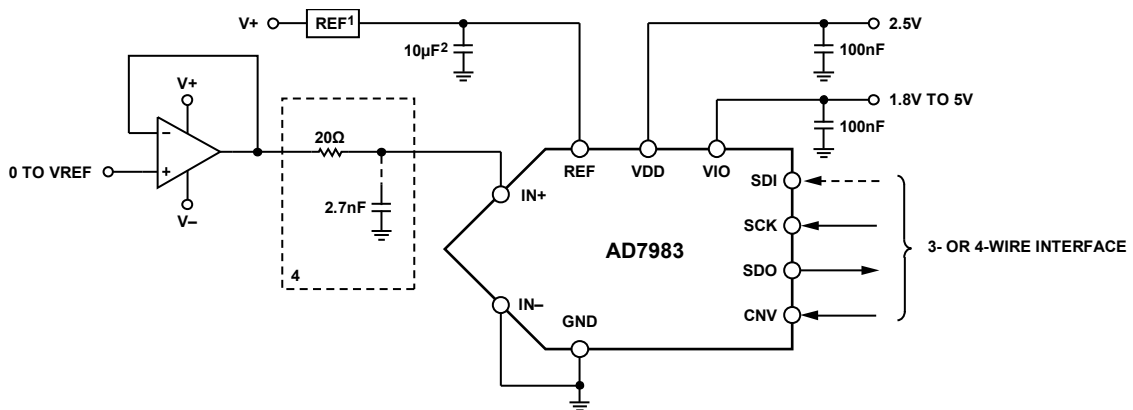 V+
REF1
10µF2
2.5V
100nF
1.8V TO 5V
100nF
V+
−
+
0 TO VREF
V−
20Ω
2.7nF
4
REF
VDD
VIO
IN+
IN−
GND
AD7983
SDI
SCK
SDO
CNV
3- OR 4-WIRE INTERFACE